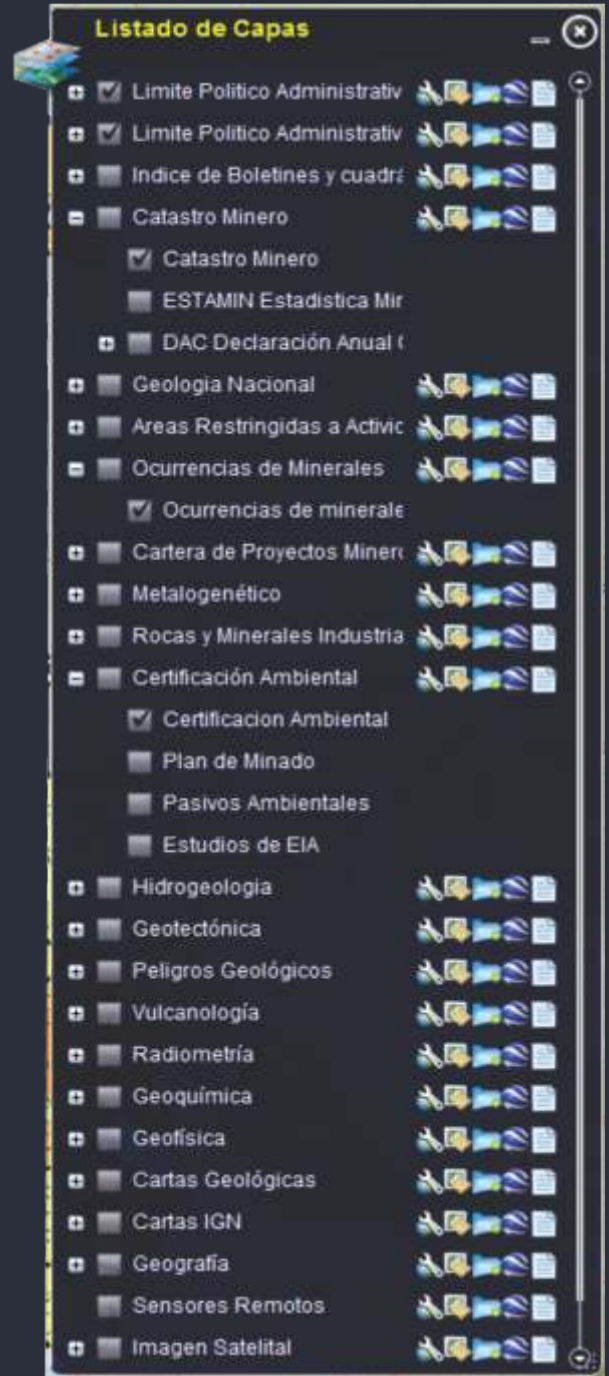 Listado de Capas
Limite Politico Administrativ
Limite Politico Administrativ
Indice de Boletines y cuadrá
Catastro Minero
Catastro Minero
ESTAMIN Estadistica Mir
DAC Declaración Anual (
Geologia Nacional
Areas Restringidas a Activic
Ocurrencias de Minerales
Ocurrencias de minerale
Cartera de Proyectos Minero
Metalogenético
Rocas y Minerales Industria
Certificación Ambiental
Certificacion Ambiental
Plan de Minado
Pasivos Ambientales
Estudios de EIA
Hidrogeologia
Geotectónica
Peligros Geológicos
Vulcanología
Radiometría
Geoquímica
Geofísica
Cartas Geológicas
Cartas IGN
Geografía
Sensores Remotos
Imagen Satelital